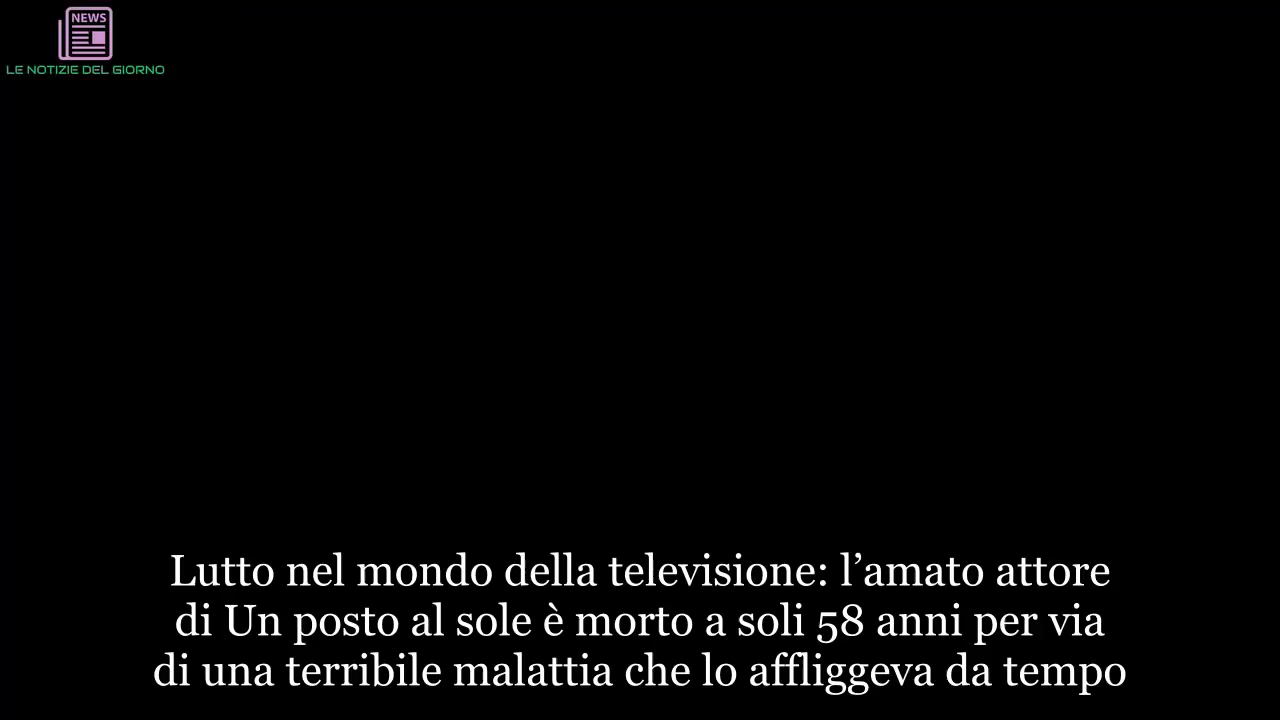 NEWS
LE NOTIZIE DEL GIORNO
Lutto nel mondo della televisione: l’amato attore
di Un posto al sole è morto a soli 58 anni per via
di una terribile malattia che lo affliggeva da tempo